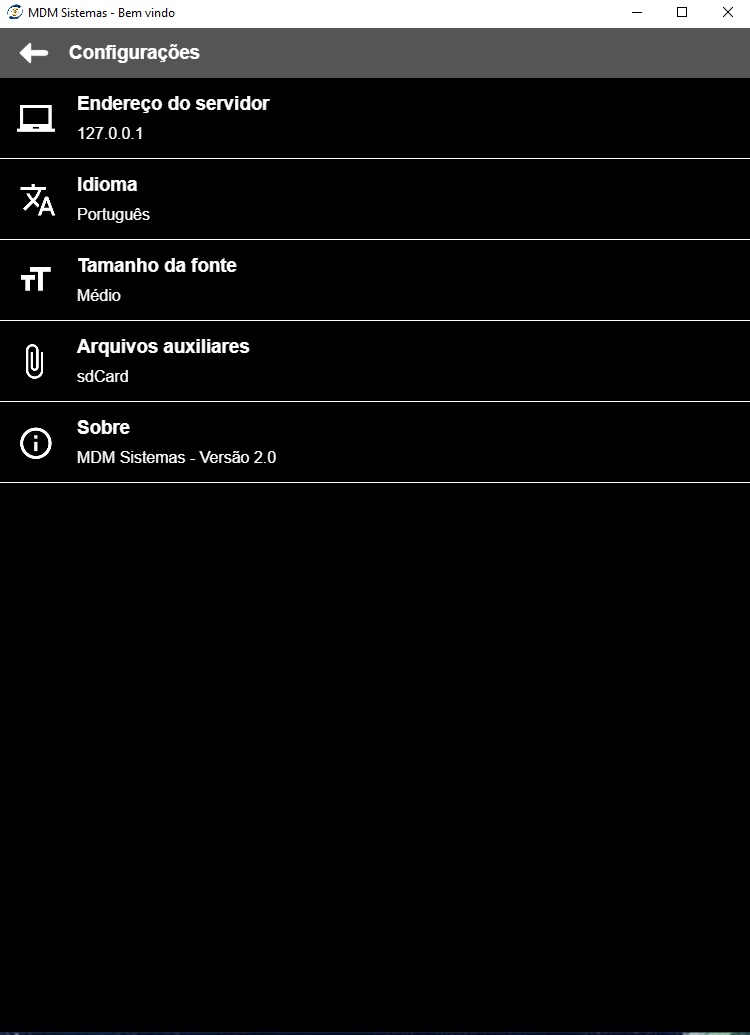 MDM Sistemas - Bem vindo
Configurações
Endereço do servidor
127.0.0.1
Idioma
Português
Tamanho da fonte
Médio
Arquivos auxiliares
sdCard
Sobre
MDM Sistemas - Versão 2.0